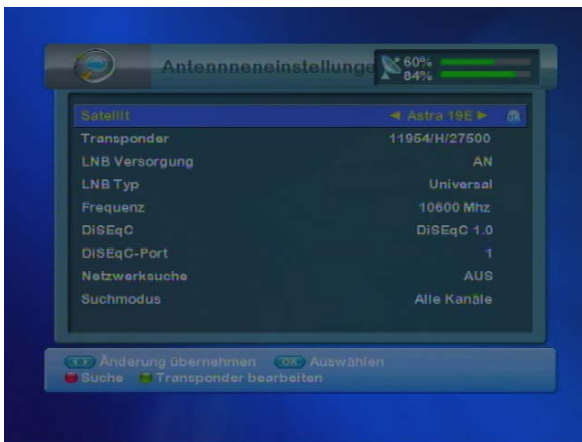 Antennneneinstellunge
60%
84%
Satellit Astra 19E OK
Transponder 11954/H/27500
LNB Versorgung AN
LNB Typ Universal
Frequenz 10600 Mhz
DiSEqC DiSEqC 1.0
DiSEqC-Port 1
Netzwerksuche AUS
Suchmodus Alle Kanäle
Änderung übernehmen OK Auswählen
Suche Transponder bearbeiten